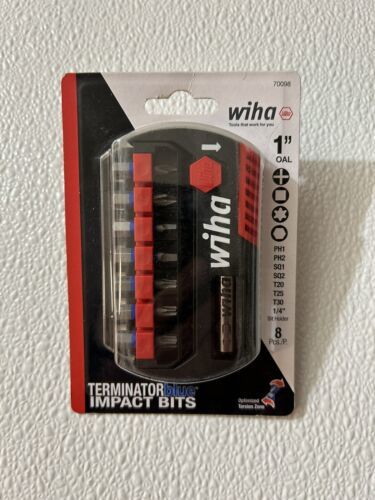 70098
wiha
Tools that work for you
1"
OAL
PH1
PH2
SQ1
SQ2
T20
T25
T30
1/4"
Bit Holder
8
Pcs./P.
wiha
wiha
TERMINATORblue
IMPACT BITS
Optimized
Torsion Zone